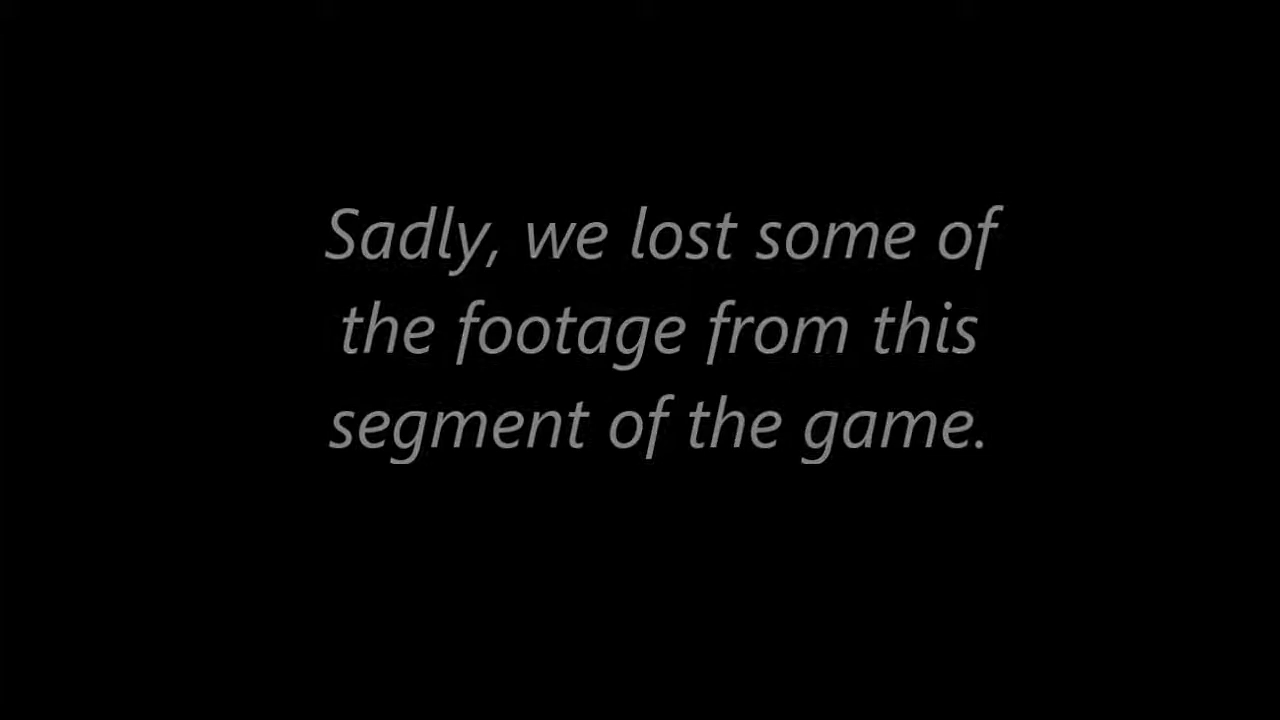 Sadly, we lost some of
the footage from this
segment of the game.